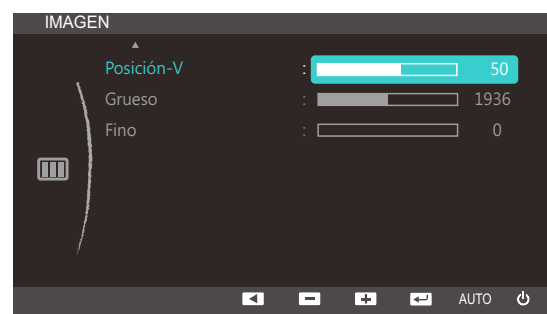 IMAGEN
Posición-V : 50
Grueso : 1936
Fino : 0
AUTO